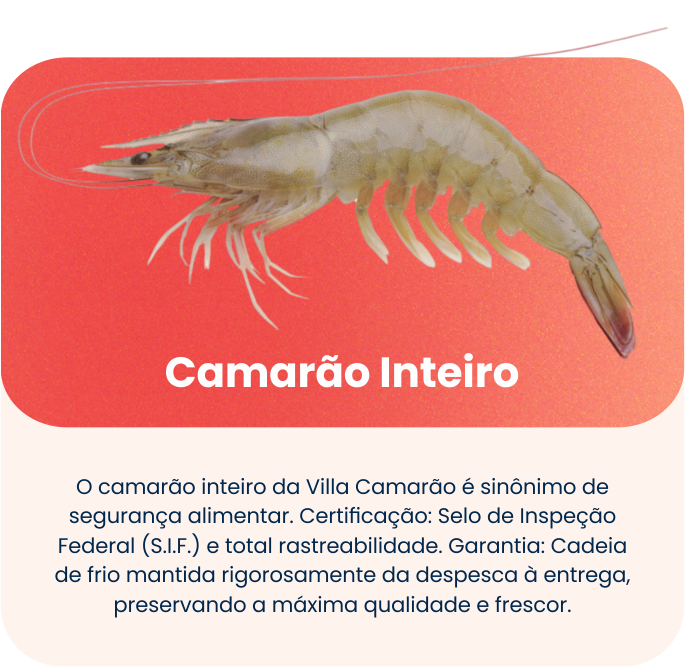 Camarão Inteiro
O camarão inteiro da Villa Camarão é sinônimo de
segurança alimentar. Certificação: Selo de Inspeção
Federal (S.I.F.) e total rastreabilidade. Garantia: Cadeia
de frio mantida rigorosamente da despesca à entrega,
preservando a máxima qualidade e frescor.